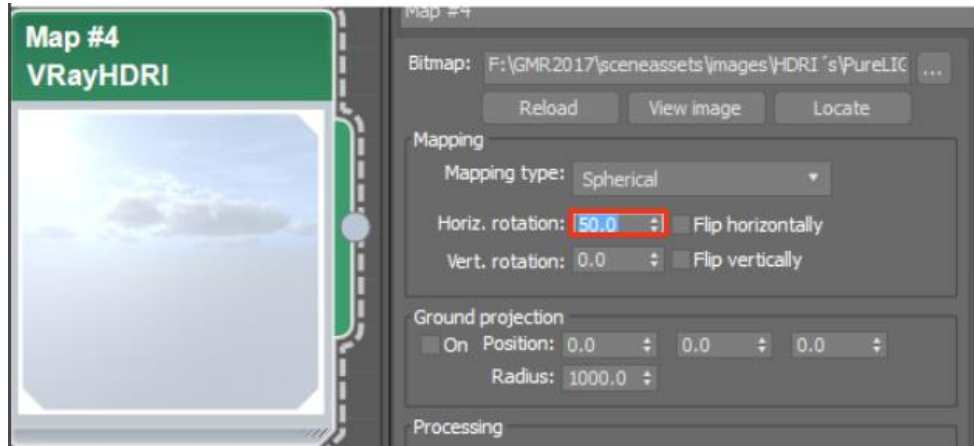 Map #4
VRayHDRI
Map #4
Bitmap: F:\GMR2017\sceneassets\images\HDRI´s\PureLIG ...
Reload View image Locate
Mapping
Mapping type: Spherical
Horiz. rotation: 50.0 Flip horizontally
Vert. rotation: 0.0 Flip vertically
Ground projection
On Position: 0.0 0.0 0.0
Radius: 1000.0
Processing